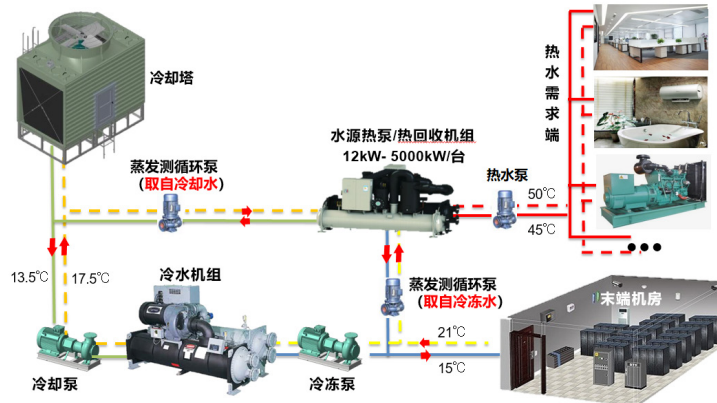 冷却塔
水源热泵/热回收机组
12kW- 5000kW/台
蒸发测循环泵
（取自冷却水）
热水泵
热水需求端
50℃
45℃
13.5℃
17.5℃
冷水机组
蒸发测循环泵
（取自冷冻水）
末端机房
21℃
15℃
冷却泵
冷冻泵